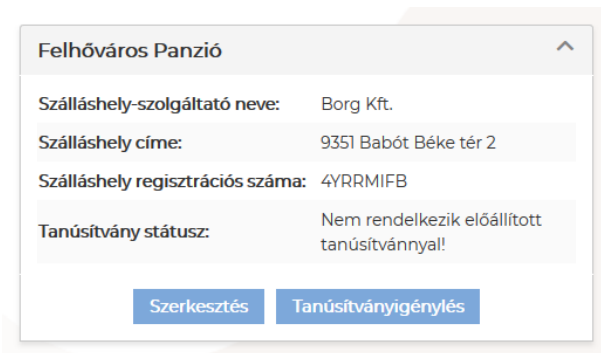 Felhőváros Panzió
Szálláshely-szolgáltató neve: Borg Kft.
Szálláshely címe: 9351 Babót Béke tér 2
Szálláshely regisztrációs száma: 4YRRMIFB
Tanúsítvány státusz: Nem rendelkezik előállított
tanúsítvánnyal!
Szerkesztés Tanúsítványigénylés